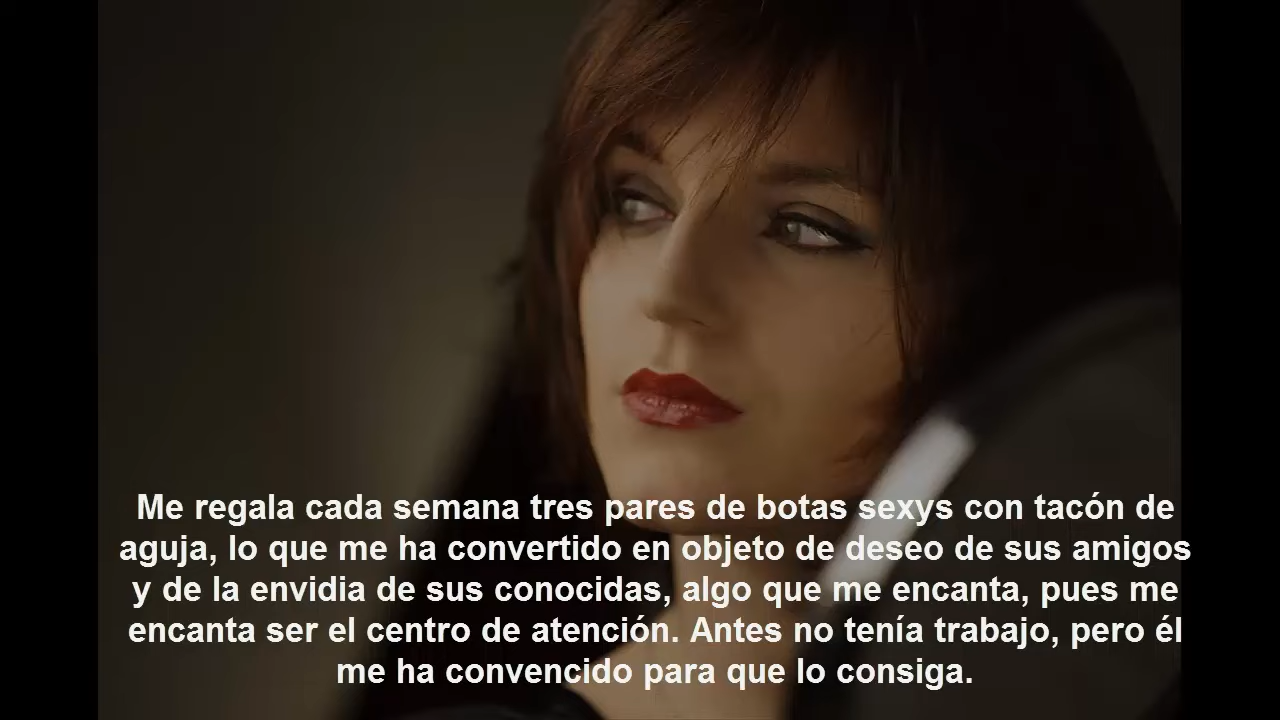 Me regala cada semana tres pares de botas sexys con tacón de
aguja, lo que me ha convertido en objeto de deseo de sus amigos
y de la envidia de sus conocidas, algo que me encanta, pues me
encanta ser el centro de atención. Antes no tenía trabajo, pero él
me ha convencido para que lo consiga.